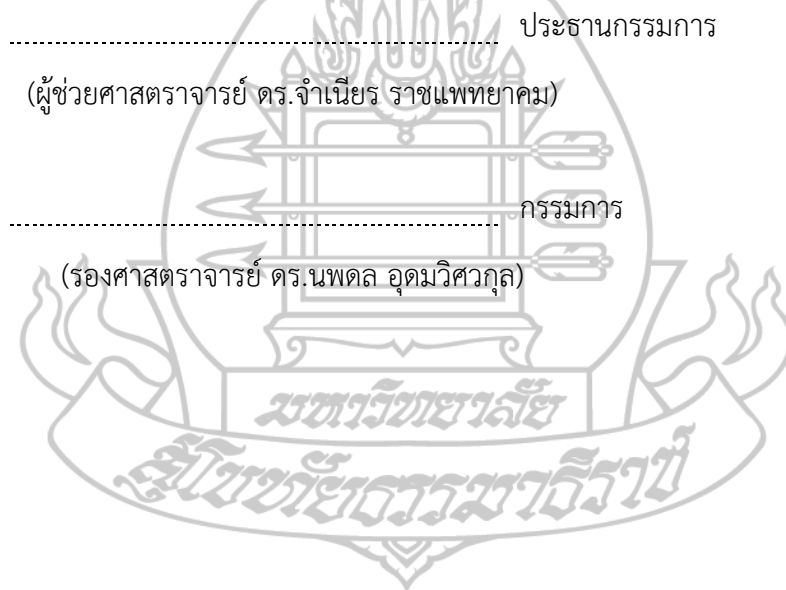 ประธานกรรมการ
(ผู้ช่วยศาสตราจารย์ ดร.จำเนียร ราชแพทยาคม)
กรรมการ
(รองศาสตราจารย์ ดร.นพดล อุดมวิศวกุล)
มหาวิทยาลัย
สุโขทัยธรรมาธิราช